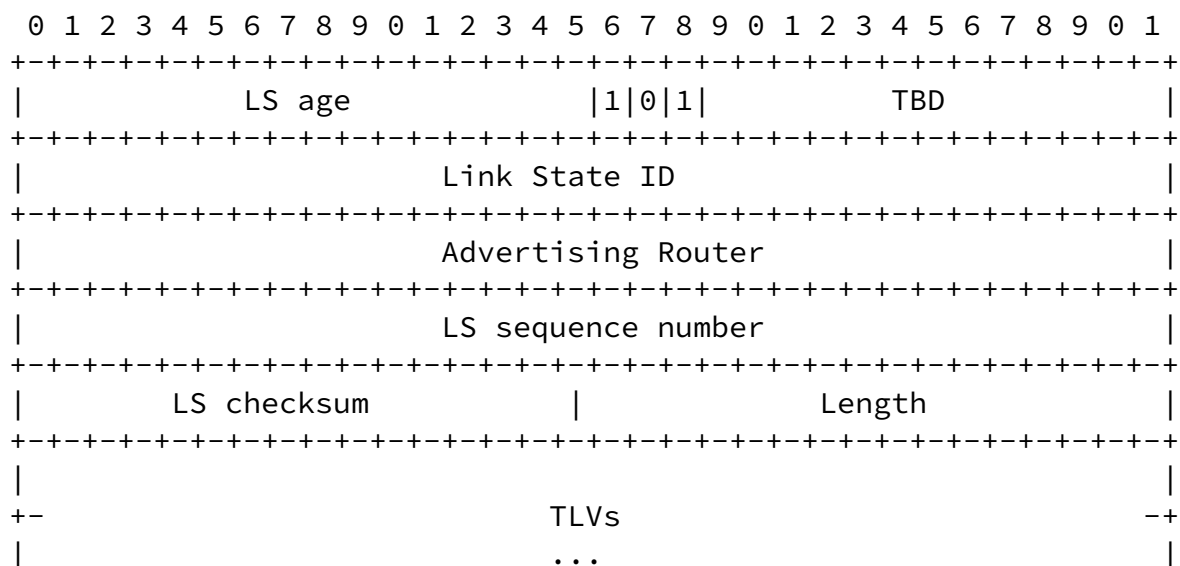 0 1 2 3 4 5 6 7 8 9 0 1 2 3 4 5 6 7 8 9 0 1 2 3 4 5 6 7 8 9 0 1
+-+-+-+-+-+-+-+-+-+-+-+-+-+-+-+-+-+-+-+-+-+-+-+-+-+-+-+-+-+-+-+-+
|            LS age             |1|0|1|          TBD            |
+-+-+-+-+-+-+-+-+-+-+-+-+-+-+-+-+-+-+-+-+-+-+-+-+-+-+-+-+-+-+-+-+
|                       Link State ID                           |
+-+-+-+-+-+-+-+-+-+-+-+-+-+-+-+-+-+-+-+-+-+-+-+-+-+-+-+-+-+-+-+-+
|                       Advertising Router                      |
+-+-+-+-+-+-+-+-+-+-+-+-+-+-+-+-+-+-+-+-+-+-+-+-+-+-+-+-+-+-+-+-+
|                       LS sequence number                      |
+-+-+-+-+-+-+-+-+-+-+-+-+-+-+-+-+-+-+-+-+-+-+-+-+-+-+-+-+-+-+-+-+
|        LS checksum           |             Length             |
+-+-+-+-+-+-+-+-+-+-+-+-+-+-+-+-+-+-+-+-+-+-+-+-+-+-+-+-+-+-+-+-+
|                                                               |
+-                            TLVs                             -+
|                             ...                               |